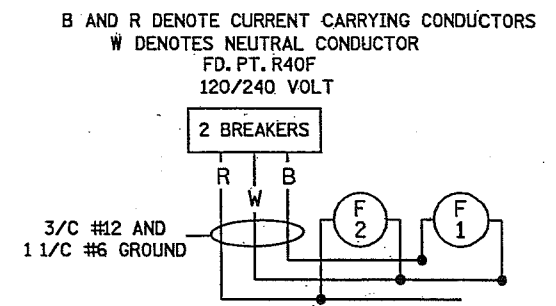 B AND R DENOTE CURRENT CARRYING CONDUCTORS
W DENOTES NEUTRAL CONDUCTOR
FD. PT. R40F
120/240 VOLT
2 BREAKERS
R
W
B
F
2
F
1
3/C #12 AND
1 1/C #6 GROUND